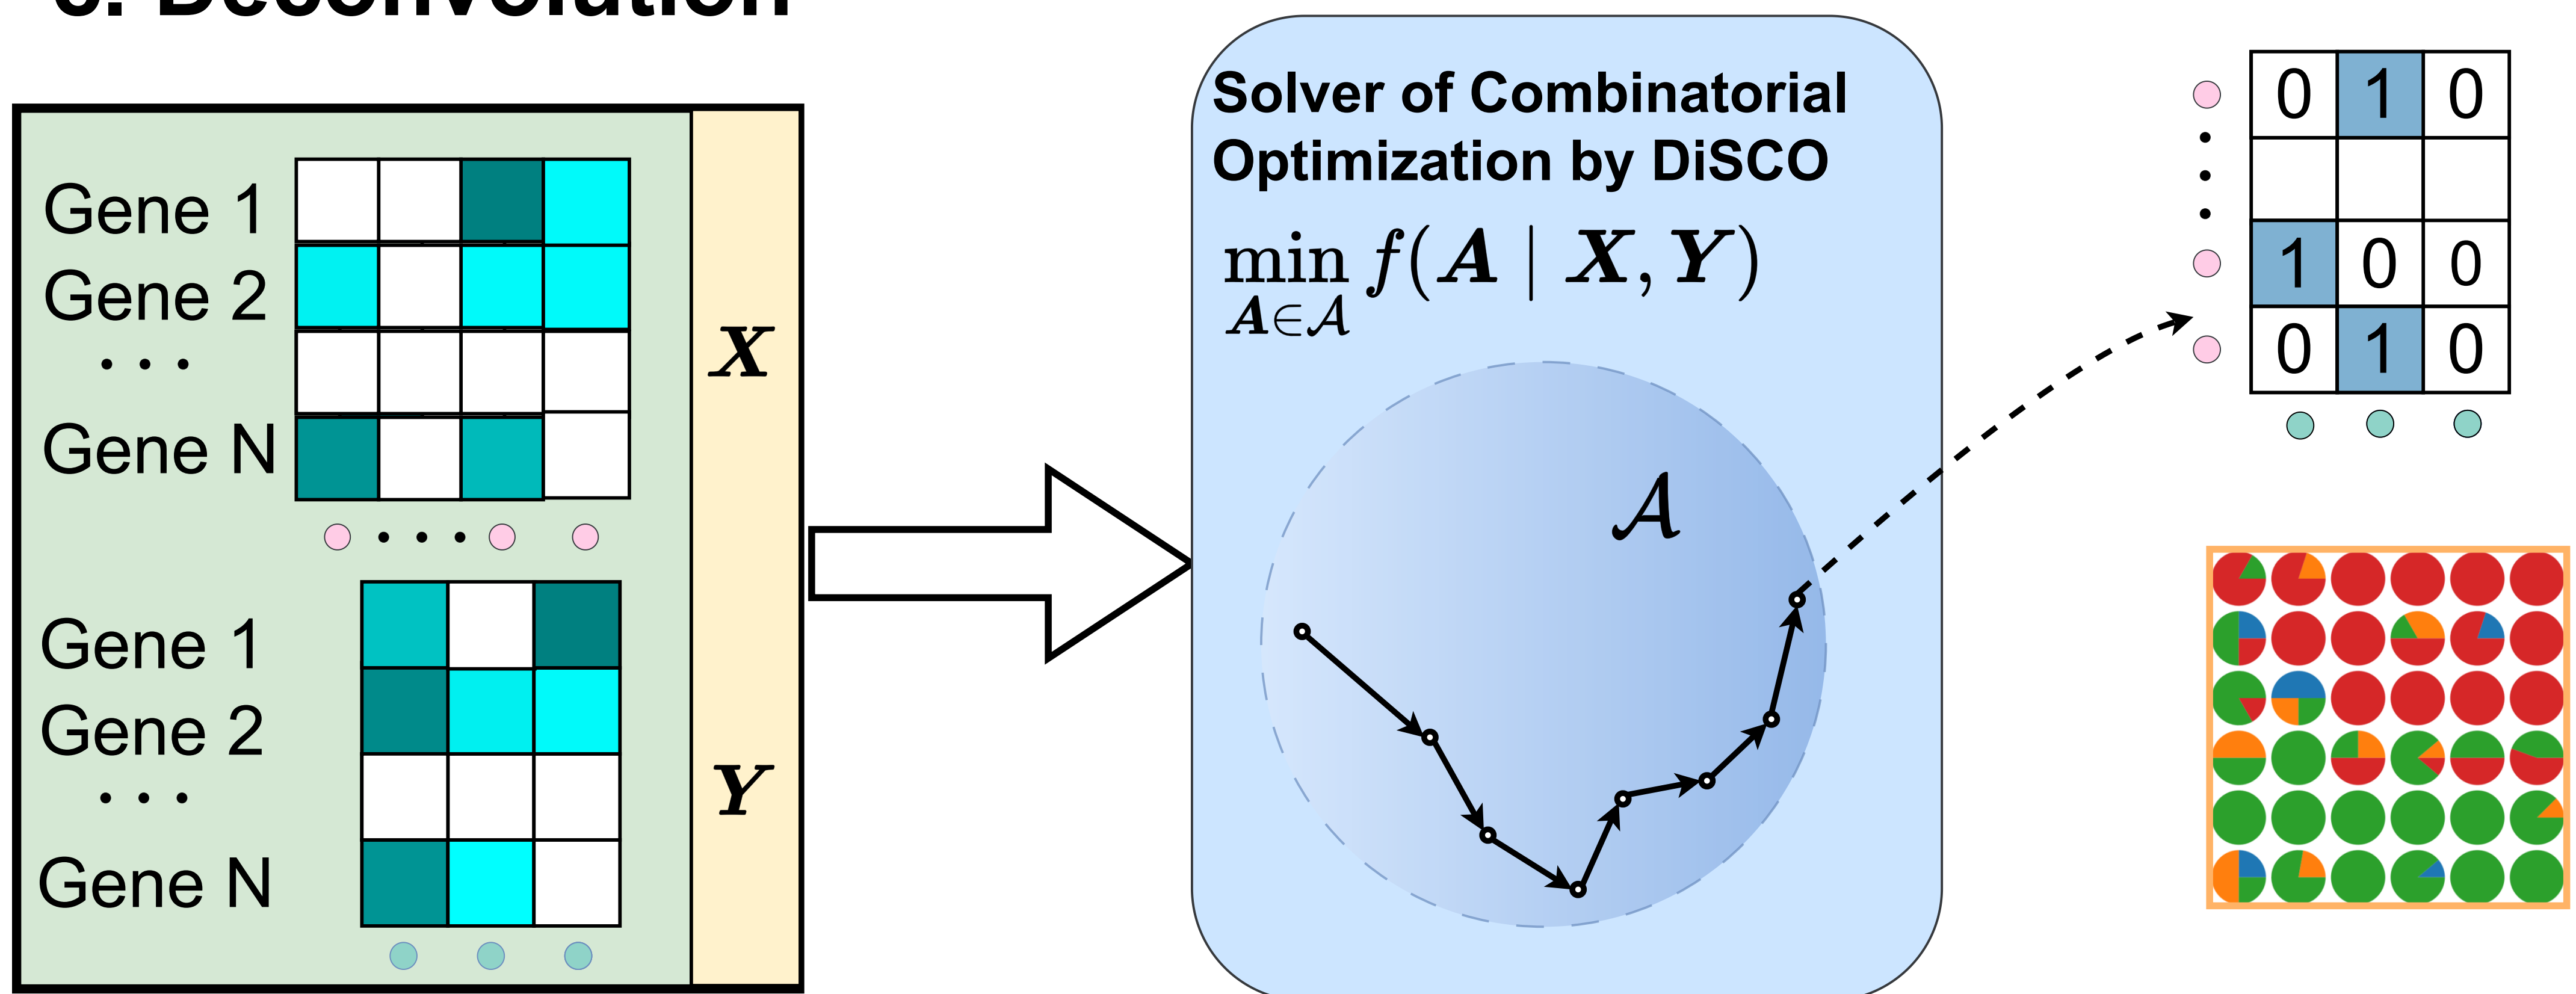 Deconvolution
Gene 1
Gene 2
. . .
Gene N
X
. . .
Gene 1
Gene 2
. . .
Gene N
Y
Solver of Combinatorial
Optimization by DiSCO
min f(A | X, Y)
A∈𝒜
𝒜
0 1 0
1 0 0
0 1 0